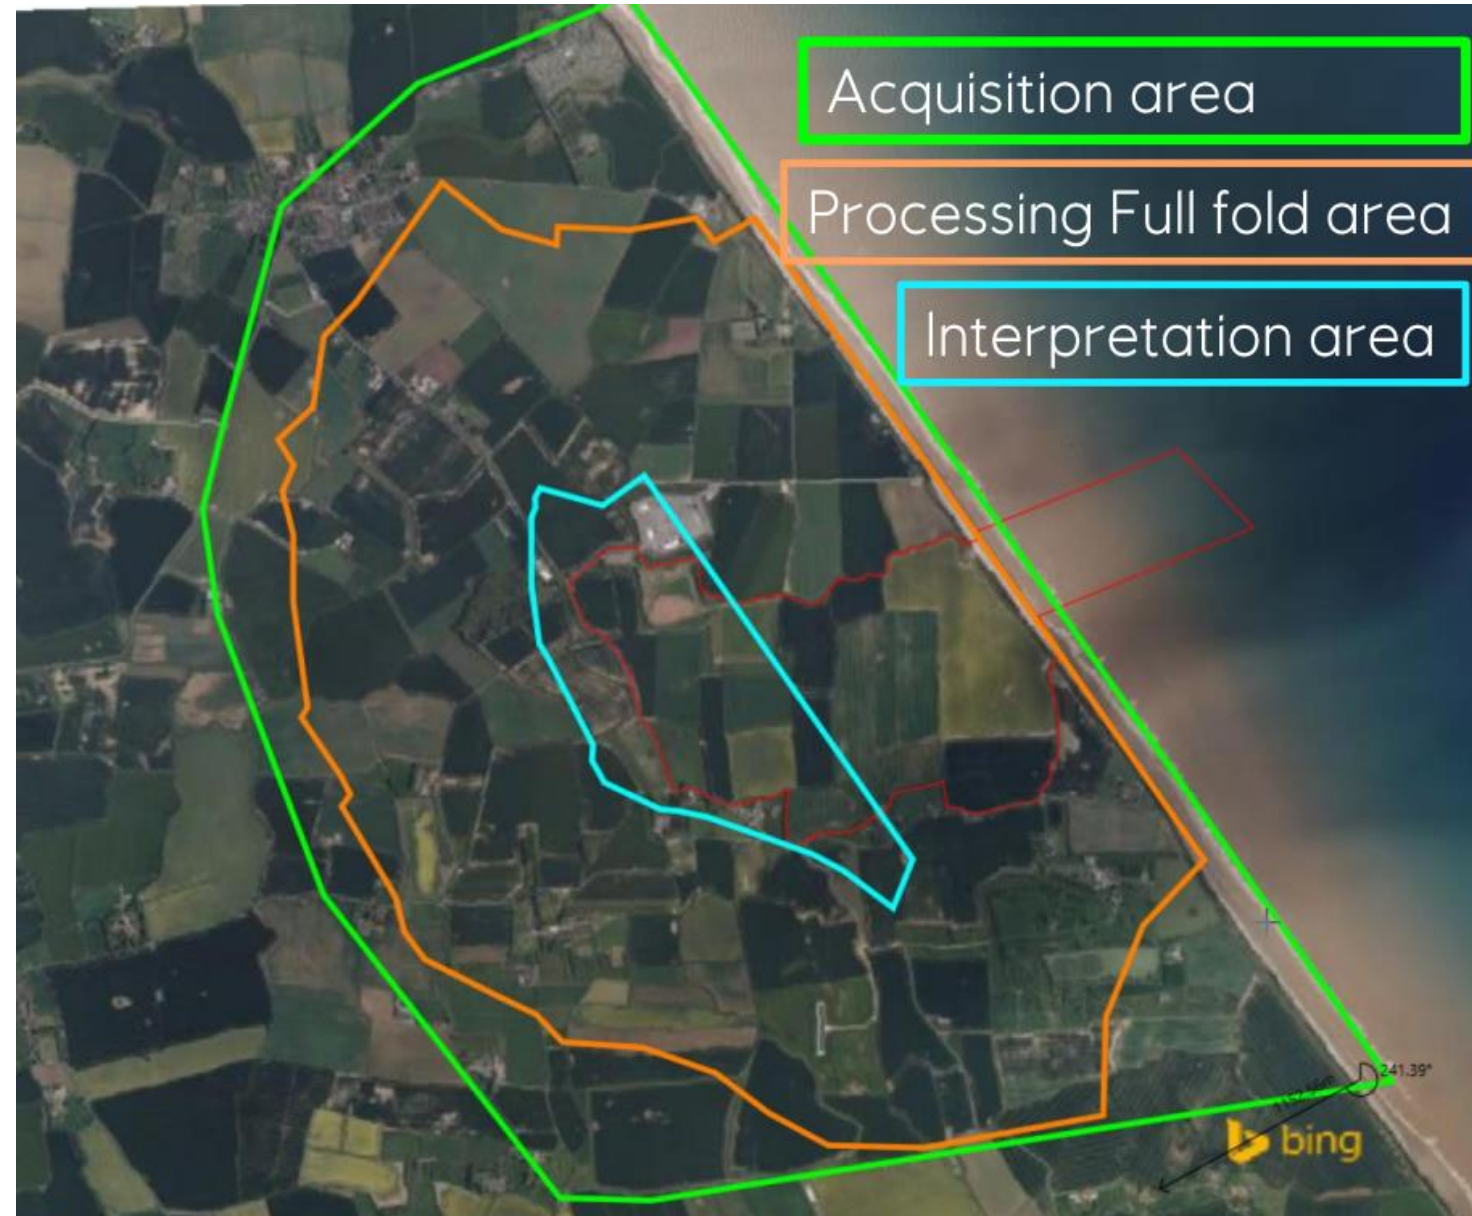 Acquisition area
Processing Full fold area
Interpretation area
241.39°
bing